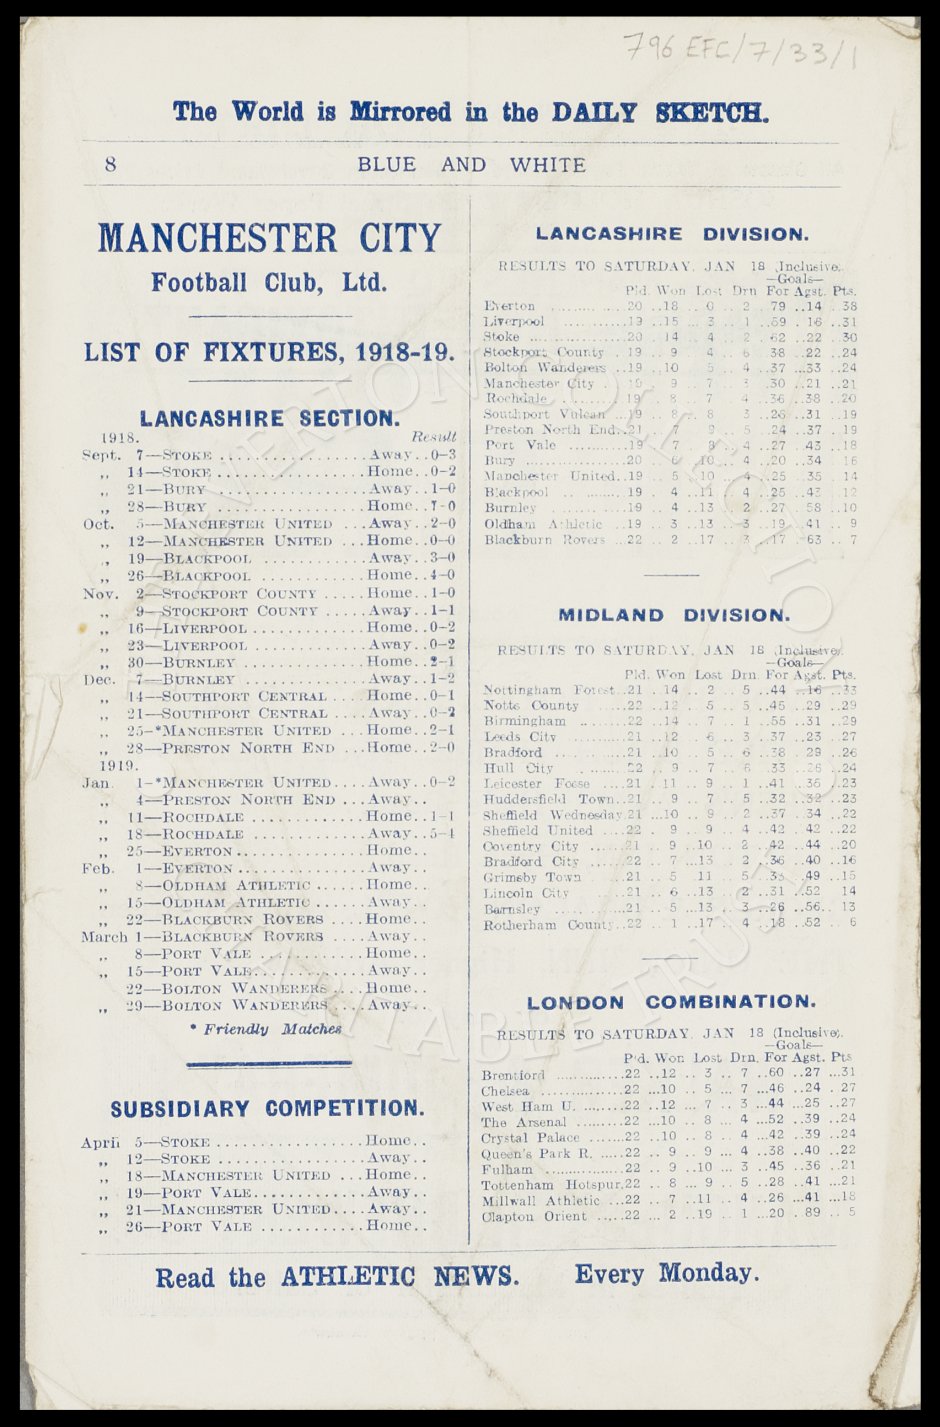 796 EFC/7/33/1
The World is Mirrored in the DAILY SKETCH.
8 BLUE AND WHITE
MANCHESTER CITY
Football Club, Ltd.
LIST OF FIXTURES, 1918-19.
LANCASHIRE SECTION.
1918. Result
Sept. 7—STOKE .................. Away..0-3
„ 14—STOKE .................. Home..0-2
„ 21—BURY .................. Away..1-0
„ 28—BURY .................. Home..7-0
Oct. 5—MANCHESTER UNITED ... Away..2-0
„ 12—MANCHESTER UNITED ... Home..0-0
„ 19—BLACKPOOL ............ Away..3-0
„ 26—BLACKPOOL ............ Home..4-0
Nov. 2—STOCKPORT COUNTY ..... Home..1-0
„ 9—STOCKPORT COUNTY ..... Away..1-1
„ 16—LIVERPOOL ............. Home..0-2
„ 23—LIVERPOOL ............. Away..0-2
„ 30—BURNLEY .............. Home..2-1
Dec. 7—BURNLEY .............. Away..1-2
„ 14—SOUTHPORT CENTRAL .... Home..0-1
„ 21—SOUTHPORT CENTRAL .... Away..0-2
„ 25-*MANCHESTER UNITED ... Home..2-1
„ 28—PRESTON NORTH END ... Home..2-0
1919.
Jan 1-*MANCHESTER UNITED.... Away..0-2
„ 4—PRESTON NORTH END ... Away..
„ 11—ROCHDALE ............. Home..1-1
„ 18—ROCHDALE ............. Away..5-4
„ 25—EVERTON............... Home..
Feb. 1—EVERTON............... Away..
„ 8—OLDHAM ATHLETIC ...... Home..
„ 15—OLDHAM ATHLETIC ...... Away..
„ 22—BLACKBURN ROVERS .... Home..
March 1—BLACKBURN ROVERS .... Away..
„ 8—PORT VALE ............ Home..
„ 15—PORT VALE............. Away..
22—BOLTON WANDERERS .... Home..
„ 29—BOLTON WANDERERS .... Away..
* Friendly Matches
SUBSIDIARY COMPETITION.
April 5—STOKE .................. Home..
„ 12—STOKE .................. Away..
„ 18—MANCHESTER UNITED .... Home..
„ 19—PORT VALE............. Away..
„ 21—MANCHESTER UNITED.... Away..
„ 26—PORT VALE ............ Home..
LANCASHIRE DIVISION.
RESULTS TO SATURDAY, JAN 18 (Inclusive).
—Goals—
Pld. Won Lost Drn For Agst. Pts.
Everton 20 ..18 .. 0 .. 2 79 ..14 . 38
Liverpool 19 ..15 .. 3 .. 1 ..59 . 16 ..31
Stoke 20 14 .. 4 .. 2 .. 62 ..22 .. 30
Stockport County . 19 .. 9 .. 4 .. 6 38 ..22 ..24
Bolton Wanderers ..19 ..10 .. 5 .. 4 ..37 ...33 ..24
Manchester City . 19 .. 9 .. 7 .. 3 .30 ..21 ..21
Rochdale 19 .. 8 .. 7 .. 4 ..36 ..38 .. 20
Southport Vulcan ...19 .. 8 .. 8 .. 3 ..26 ..31 ..19
Preston North End..21 .. 7 .. 9 .. 5 ..24 ..37 . 19
Port Vale 19 .. 7 .. 8 .. 4 ..27 .43 ..18
Bury 20 .. 6 ..10 .. 4 ..20 ..34 16
Manchester United..19 .. 5 ..10 .. 4 ..25 ..35 14
Blackpool 19 . 4 ..11 4 ..25 ..43 12
Burnley 19 .. 4 ..13 .. 2 ..27 58 ..10
Oldham Athletic ...19 .. 3 ..13 .. 3 ..19 ..41 .. 9
Blackburn Rovers ...22 .. 2 ..17 .. 3 ..17 ..63 .. 7
MIDLAND DIVISION.
RESULTS TO SATURDAY, JAN 18 (Inclusive).
—Goals—
Pld. Won Lost Drn. For Agst. Pts.
Nottingham Forest..21 ..14 .. 2 .. 5 ..44 ..16 ...33
Notts County 22 ..12 .. 5 .. 5 ..45 ..29 ..29
Birmingham 22 ..14 .. 7 .. 1 ..55 ..31 ..29
Leeds City 21 ..12 .. 6 .. 3 . 37 ..23 ..27
Bradford 21 ..10 .. 5 .. 6 ..38 . 29 ..26
Hull City 22 .. 9 .. 7 .. 6 .33 ..26 ..24
Leicester Fosse 21 . 11 .. 9 .. 1 ..41 .. 35 ..23
Huddersfield Town..21 .. 9 .. 7 .. 5 ..32 ..32 ..23
Sheffield Wednesday.21 ...10 .. 9 .. 2 ..37 . 34 ..22
Sheffield United ....22 . 9 .. 9 .. 4 ..42 . 42 ..22
Coventry City 21 .. 9 ..10 .. 2 ..42 ..44 ..20
Bradford City 22 .. 7 ...13 . 2 ..36 ..40 ..16
Grimsby Town 21 .. 5 .11 .. 5 ..49 ..15
Lincoln City 21 .. 6 ..13 2 ..31 ..52 14
Barnsley 21 .. 5 ...13 . 3 ..26 ..56.. 13
Rotherham County..22 .. 1 ..17 .. 4 ..18 ..52 .. 6
LONDON COMBINATION.
RESULTS TO SATURDAY, JAN 18 (Inclusive).
—Goals—
P'd. Won Lost Drn. For Agst. Pts
Brentford ..............22 ..12 .. 3 .. 7 ..60 ..27 ...31
Chelsea .................22 ...10 .. 5 ... 7 ...46 ..24 . 27
West Ham U. ........22 ..12 ... 7 .. 3 ...44 ...25 ..27
The Arsenal ..........22 ...10 .. 8 ... 4 ...52 ..39 ..24
Crystal Palace .......22 ..10 .. 8 .. 4 ...42 ..39 ..24
Queen's Park R. .....22 .. 9 .. 9 ... 4 ..38 ..40 ..22
Fulham .................22 .. 9 ..10 ... 3 ..45 ..36 ..21
Tottenham Hotspur.22 .. 8 ... 9 .. 5 ..28 ..41 ...21
Millwall Athletic ...22 .. 7 ..11 .. 4 ..26 ...41 ...18
Clapton Orient .....22 ... 2 ..19 .. 1 ...20 . 89 .. 5
Read the ATHLETIC NEWS. Every Monday.